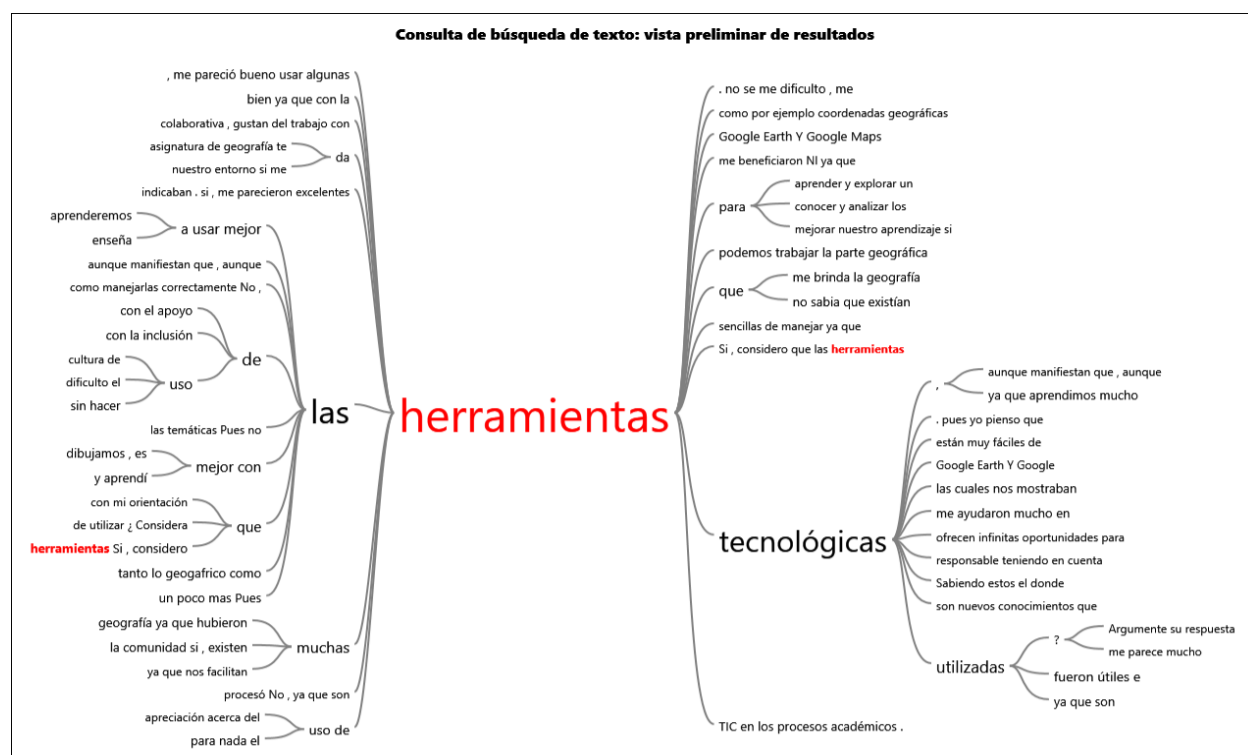 Consulta de búsqueda de texto: vista preliminar de resultados
, me pareció bueno usar algunas
bien ya que con la
colaborativa , gustan del trabajo con
asignatura de geografía te
nuestro entorno si me
da
indicaban . si , me parecieron excelentes
aprenderemos
enseña
a usar mejor
aunque manifiestan que , aunque
como manejarlas correctamente No ,
con el apoyo
con la inclusión
cultura de
dificulto el
sin hacer
uso
de
las temáticas Pues no
dibujamos , es
y aprendí
mejor con
con mi orientación
de utilizar ¿ Considera
herramientas Si , considero
que
tanto lo geogafrico como
un poco mas Pues
las
geografía ya que hubieron
la comunidad si , existen
ya que nos facilitan
muchas
procesó No , ya que son
apreciación acerca del
para nada el
uso de
herramientas
. no se me dificulto , me
como por ejemplo coordenadas geográficas
Google Earth Y Google Maps
me beneficiaron NI ya que
para
aprender y explorar un
conocer y analizar los
mejorar nuestro aprendizaje si
podemos trabajar la parte geográfica
que
me brinda la geografía
no sabia que existían
sencillas de manejar ya que
Si , considero que las herramientas
tecnológicas
,
aunque manifiestan que , aunque
ya que aprendimos mucho
. pues yo pienso que
están muy fáciles de
Google Earth Y Google
las cuales nos mostraban
me ayudaron mucho en
ofrecen infinitas oportunidades para
responsable teniendo en cuenta
Sabiendo estos el donde
son nuevos conocimientos que
utilizadas
?
Argumente su respuesta
me parece mucho
fueron útiles e
ya que son
TIC en los procesos académicos .